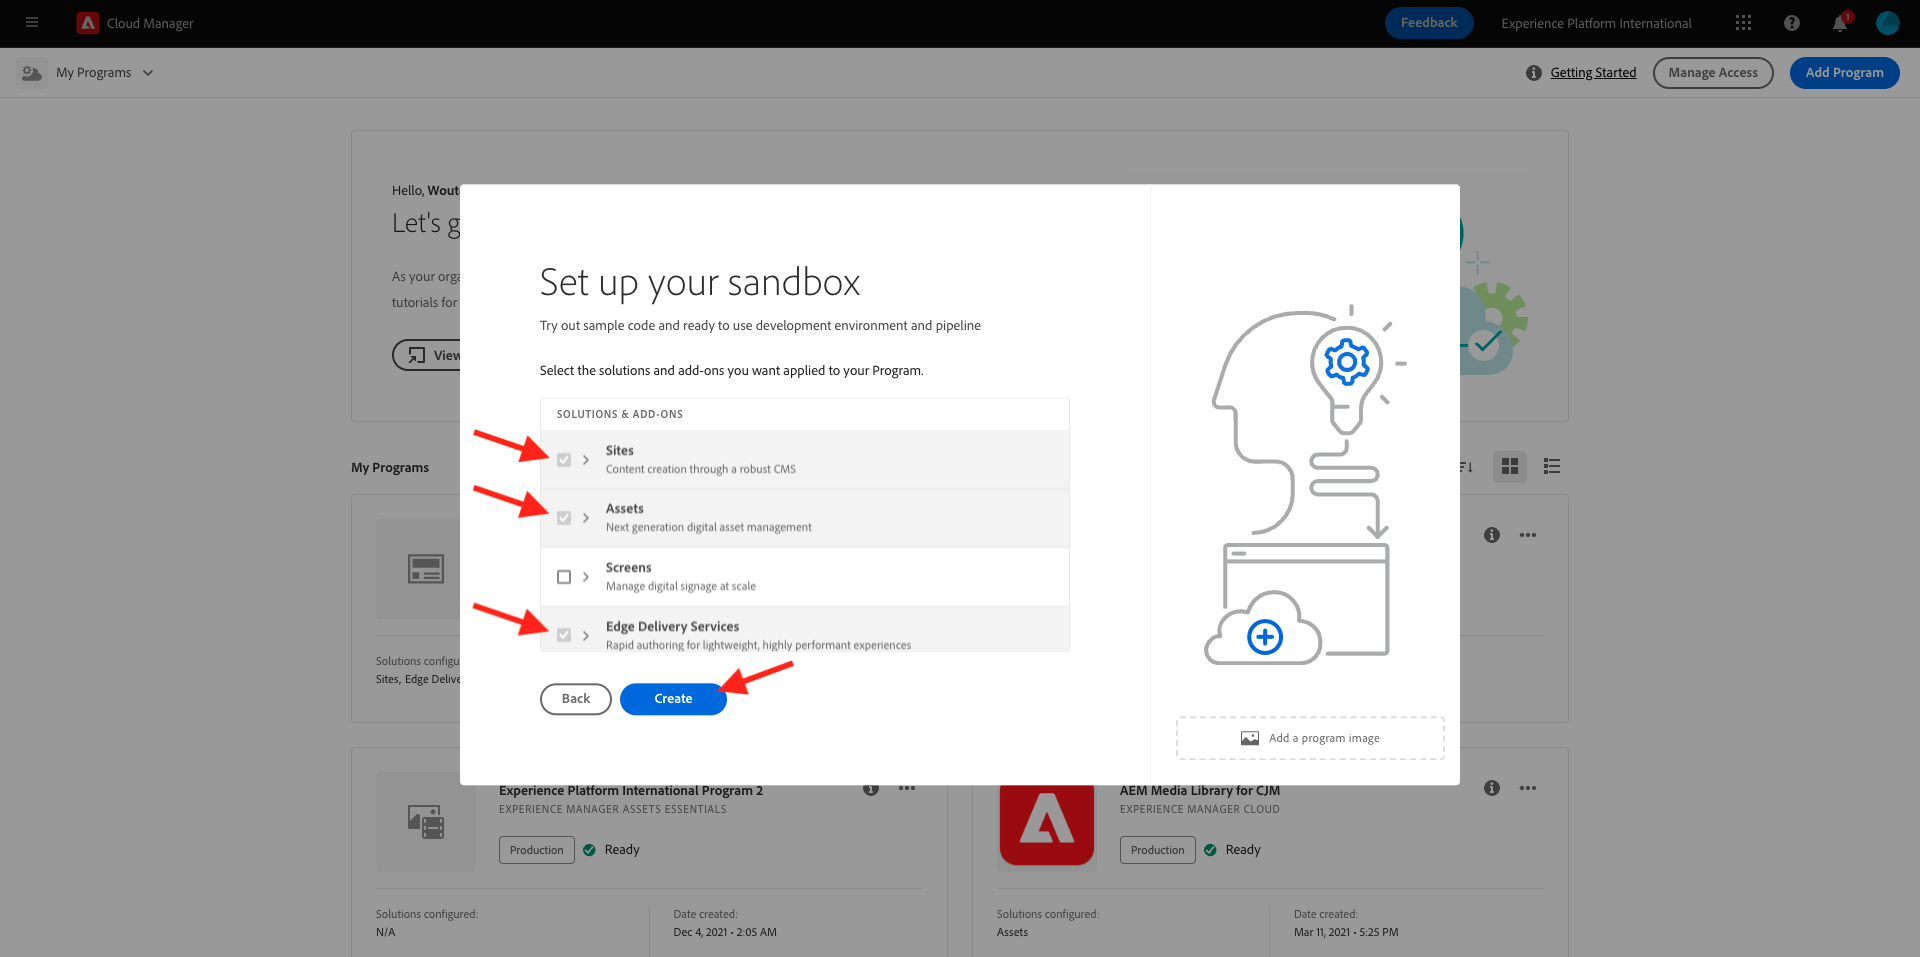 Cloud Manager
Feedback
Experience Platform International
1
My Programs
Getting Started
Manage Access
Add Program
Hello, Wout
Let's g
As your orga
tutorials for
View
Set up your sandbox
Try out sample code and ready to use development environment and pipeline
Select the solutions and add-ons you want applied to your Program.
SOLUTIONS & ADD-ONS
Sites
Content creation through a robust CMS
Assets
Next generation digital asset management
Screens
Manage digital signage at scale
Edge Delivery Services
Rapid authoring for lightweight, highly performant experiences
Back
Create
Add a program image
My Programs
Solutions configu
Sites, Edge Delive
Experience Platform International Program 2
EXPERIENCE MANAGER ASSETS ESSENTIALS
Production
Ready
Solutions configured:
N/A
Date created:
Dec 4, 2021 • 2:05 AM
AEM Media Library for CJM
EXPERIENCE MANAGER CLOUD
Production
Ready
Solutions configured:
Assets
Date created:
Mar 11, 2021 • 5:25 PM